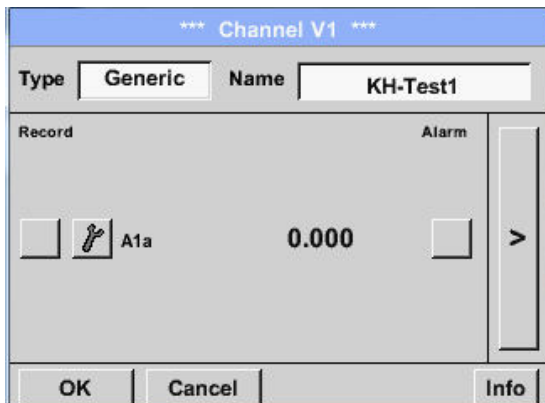 *** Channel V1 ***
Type Generic Name KH-Test1
Record Alarm
A1a 0.000 >
OK Cancel Info